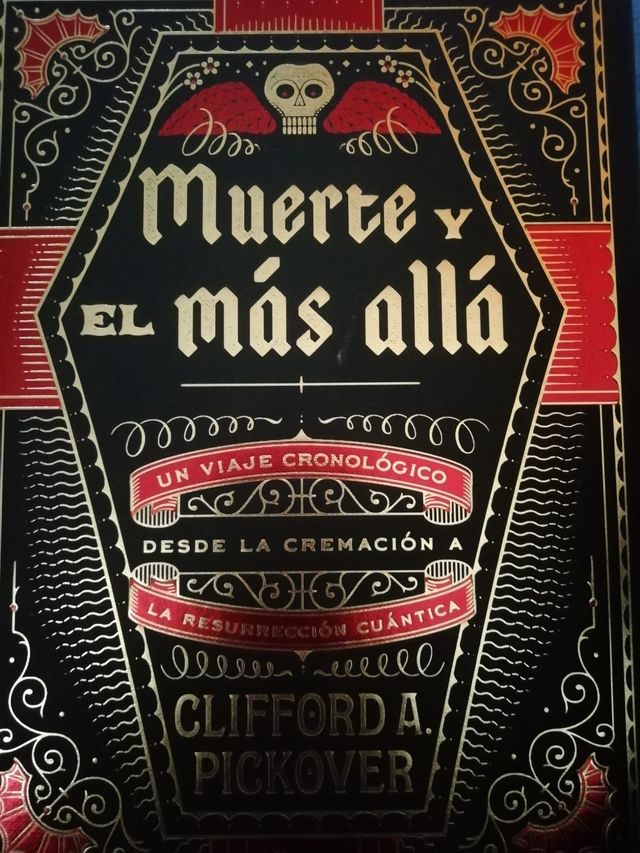 Muerte y
el más allá
UN VIAJE CRONOLÓGICO
DESDE LA CREMACIÓN A
LA RESURRECCIÓN CUÁNTICA
CLIFFORD A.
PICKOVER